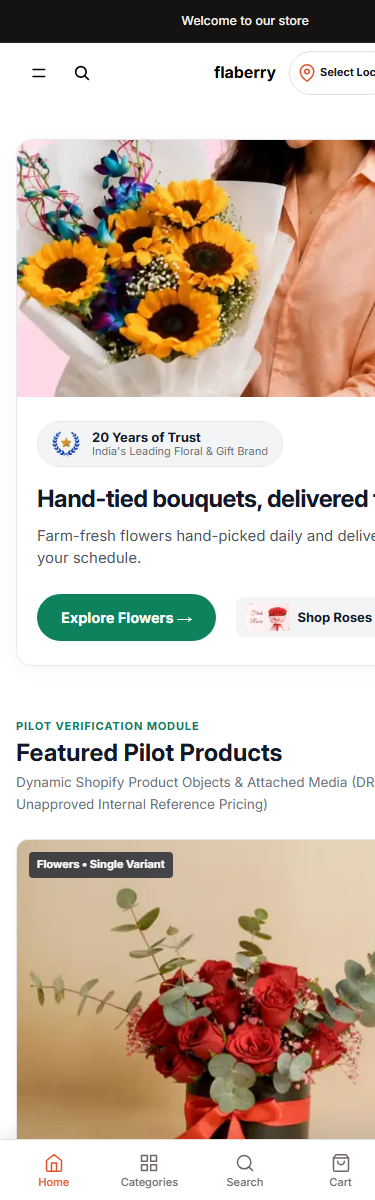 Welcome to our store
flaberry
Select Loc
20 Years of Trust
India's Leading Floral & Gift Brand
Hand-tied bouquets, delivered
Farm-fresh flowers hand-picked daily and delive
your schedule.
Explore Flowers →
Shop Roses
PILOT VERIFICATION MODULE
Featured Pilot Products
Dynamic Shopify Product Objects & Attached Media (DR
Unapproved Internal Reference Pricing)
Flowers • Single Variant
Home
Categories
Search
Cart